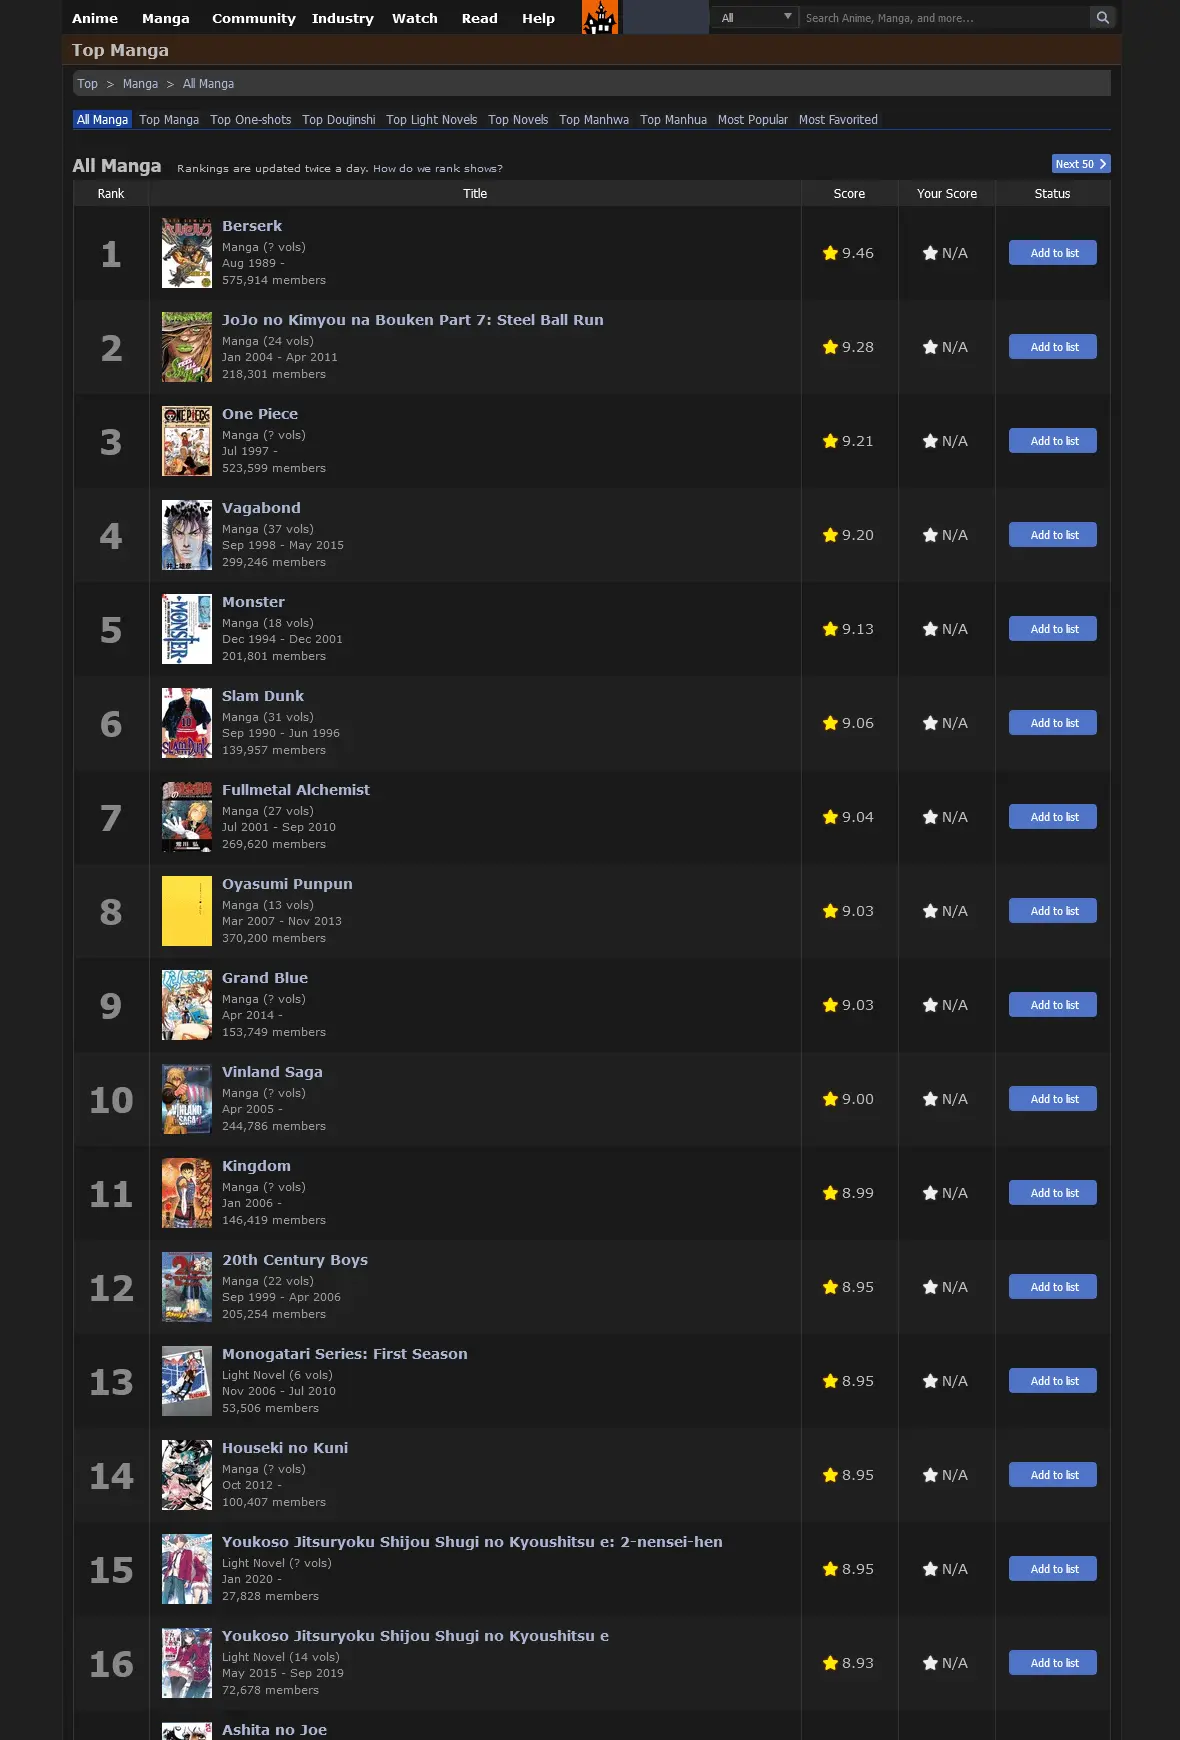 Anime Manga Community Industry Watch Read Help All Search Anime, Manga, and more...
Top Manga
Top > Manga > All Manga
All Manga Top Manga Top One-shots Top Doujinshi Top Light Novels Top Novels Top Manhwa Top Manhua Most Popular Most Favorited
All Manga Rankings are updated twice a day. How do we rank shows? Next 50
Rank Title Score Your Score Status
1 Berserk
Manga (? vols)
Aug 1989 -
575,914 members
9.46 N/A Add to list
2 JoJo no Kimyou na Bouken Part 7: Steel Ball Run
Manga (24 vols)
Jan 2004 - Apr 2011
218,301 members
9.28 N/A Add to list
ONE PIECE
3 One Piece
Manga (? vols)
Jul 1997 -
523,599 members
9.21 N/A Add to list
4 Vagabond
Manga (37 vols)
Sep 1998 - May 2015
299,246 members
9.20 N/A Add to list
MONSTER
5 Monster
Manga (18 vols)
Dec 1994 - Dec 2001
201,801 members
9.13 N/A Add to list
SLAM DUNK
6 Slam Dunk
Manga (31 vols)
Sep 1990 - Jun 1996
139,957 members
9.06 N/A Add to list
7 Fullmetal Alchemist
Manga (27 vols)
Jul 2001 - Sep 2010
269,620 members
9.04 N/A Add to list
8 Oyasumi Punpun
Manga (13 vols)
Mar 2007 - Nov 2013
370,200 members
9.03 N/A Add to list
9 Grand Blue
Manga (? vols)
Apr 2014 -
153,749 members
9.03 N/A Add to list
VINLAND SAGA
10 Vinland Saga
Manga (? vols)
Apr 2005 -
244,786 members
9.00 N/A Add to list
キングダム
11 Kingdom
Manga (? vols)
Jan 2006 -
146,419 members
8.99 N/A Add to list
12 20th Century Boys
Manga (22 vols)
Sep 1999 - Apr 2006
205,254 members
8.95 N/A Add to list
13 Monogatari Series: First Season
Light Novel (6 vols)
Nov 2006 - Jul 2010
53,506 members
8.95 N/A Add to list
14 Houseki no Kuni
Manga (? vols)
Oct 2012 -
100,407 members
8.95 N/A Add to list
15 Youkoso Jitsuryoku Shijou Shugi no Kyoushitsu e: 2-nensei-hen
Light Novel (? vols)
Jan 2020 -
27,828 members
8.95 N/A Add to list
16 Youkoso Jitsuryoku Shijou Shugi no Kyoushitsu e
Light Novel (14 vols)
May 2015 - Sep 2019
72,678 members
8.93 N/A Add to list
Ashita no Joe